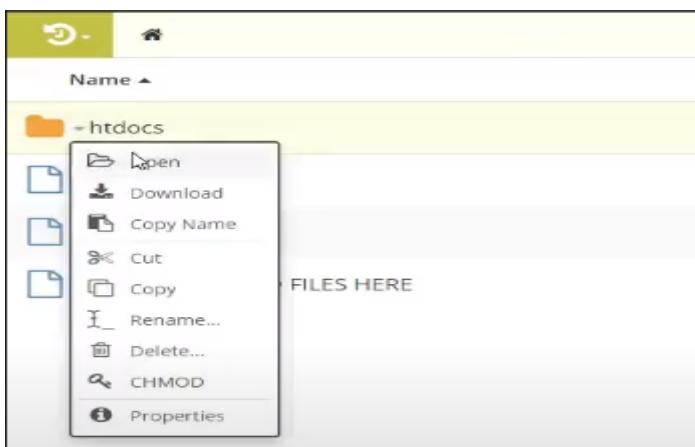 Name
htdocs
Open
Download
Copy Name
Cut
Copy
FILES HERE
Rename...
Delete...
CHMOD
Properties